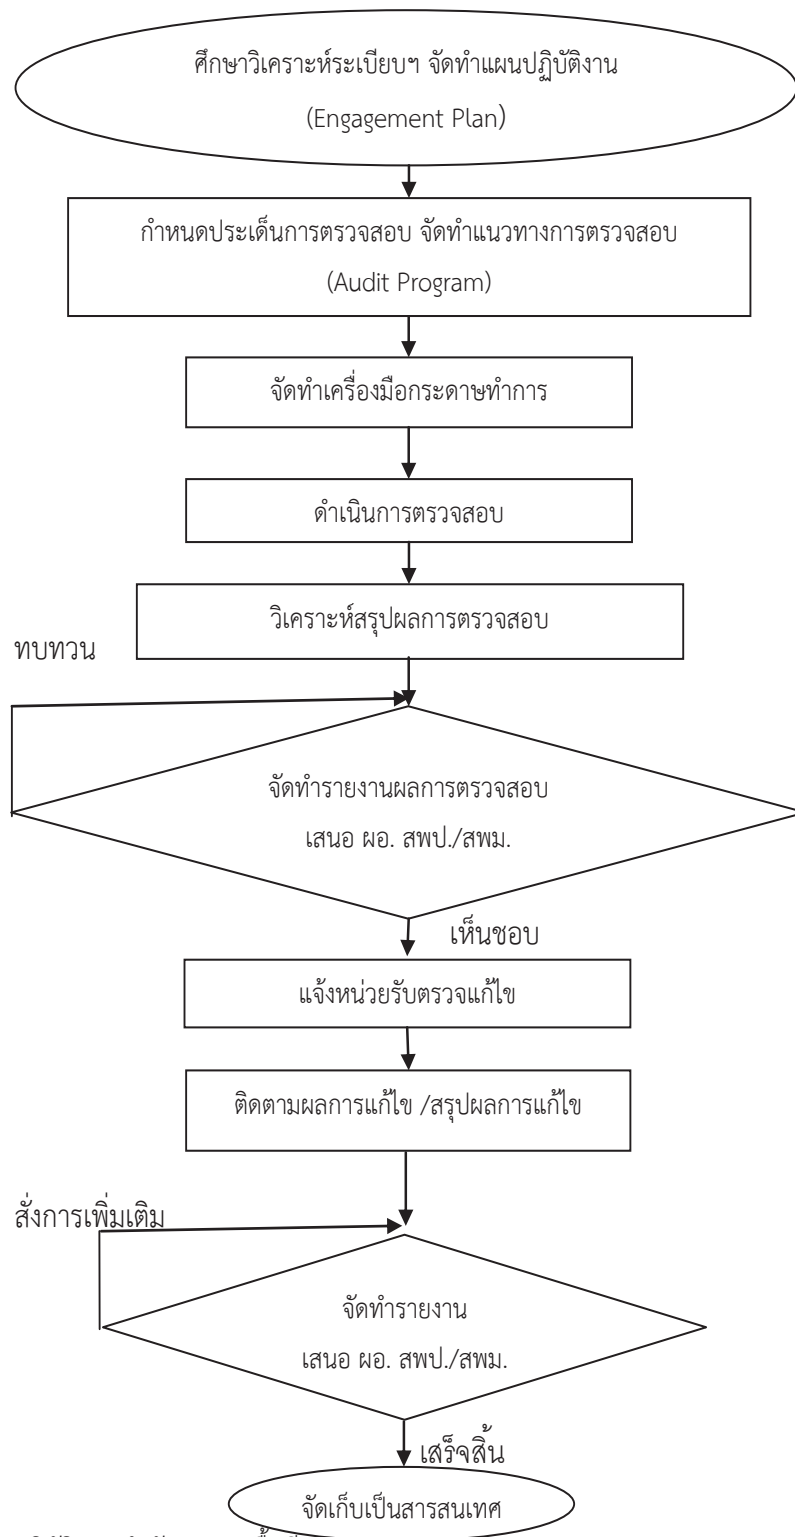 ศึกษาวิเคราะห์ระเบียบฯ จัดทำแผนปฏิบัติงาน
(Engagement Plan)
กำหนดประเด็นการตรวจสอบ จัดทำแนวทางการตรวจสอบ
(Audit Program)
จัดทำเครื่องมือกระดาษทำการ
ดำเนินการตรวจสอบ
วิเคราะห์สรุปผลการตรวจสอบ
ทบทวน
จัดทำรายงานผลการตรวจสอบ
เสนอ ผอ. สพป./สพม.
เห็นชอบ
แจ้งหน่วยรับตรวจแก้ไข
ติดตามผลการแก้ไข /สรุปผลการแก้ไข
สั่งการเพิ่มเติม
จัดทำรายงาน
เสนอ ผอ. สพป./สพม.
เสร็จสิ้น
จัดเก็บเป็นสารสนเทศ